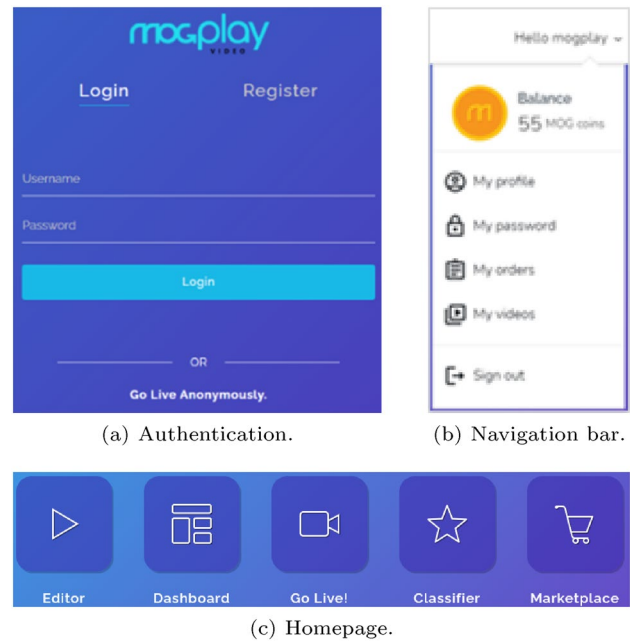 mogplay
VIDEO
Login Register
Username
Password
Login
OR
Go Live Anonymously.
(a) Authentication.
Hello mogplay
m
Balance
55 MOG coins
My profile
My password
My orders
My videos
Sign out
(b) Navigation bar.
Editor Dashboard Go Live! Classifier Marketplace
(c) Homepage.